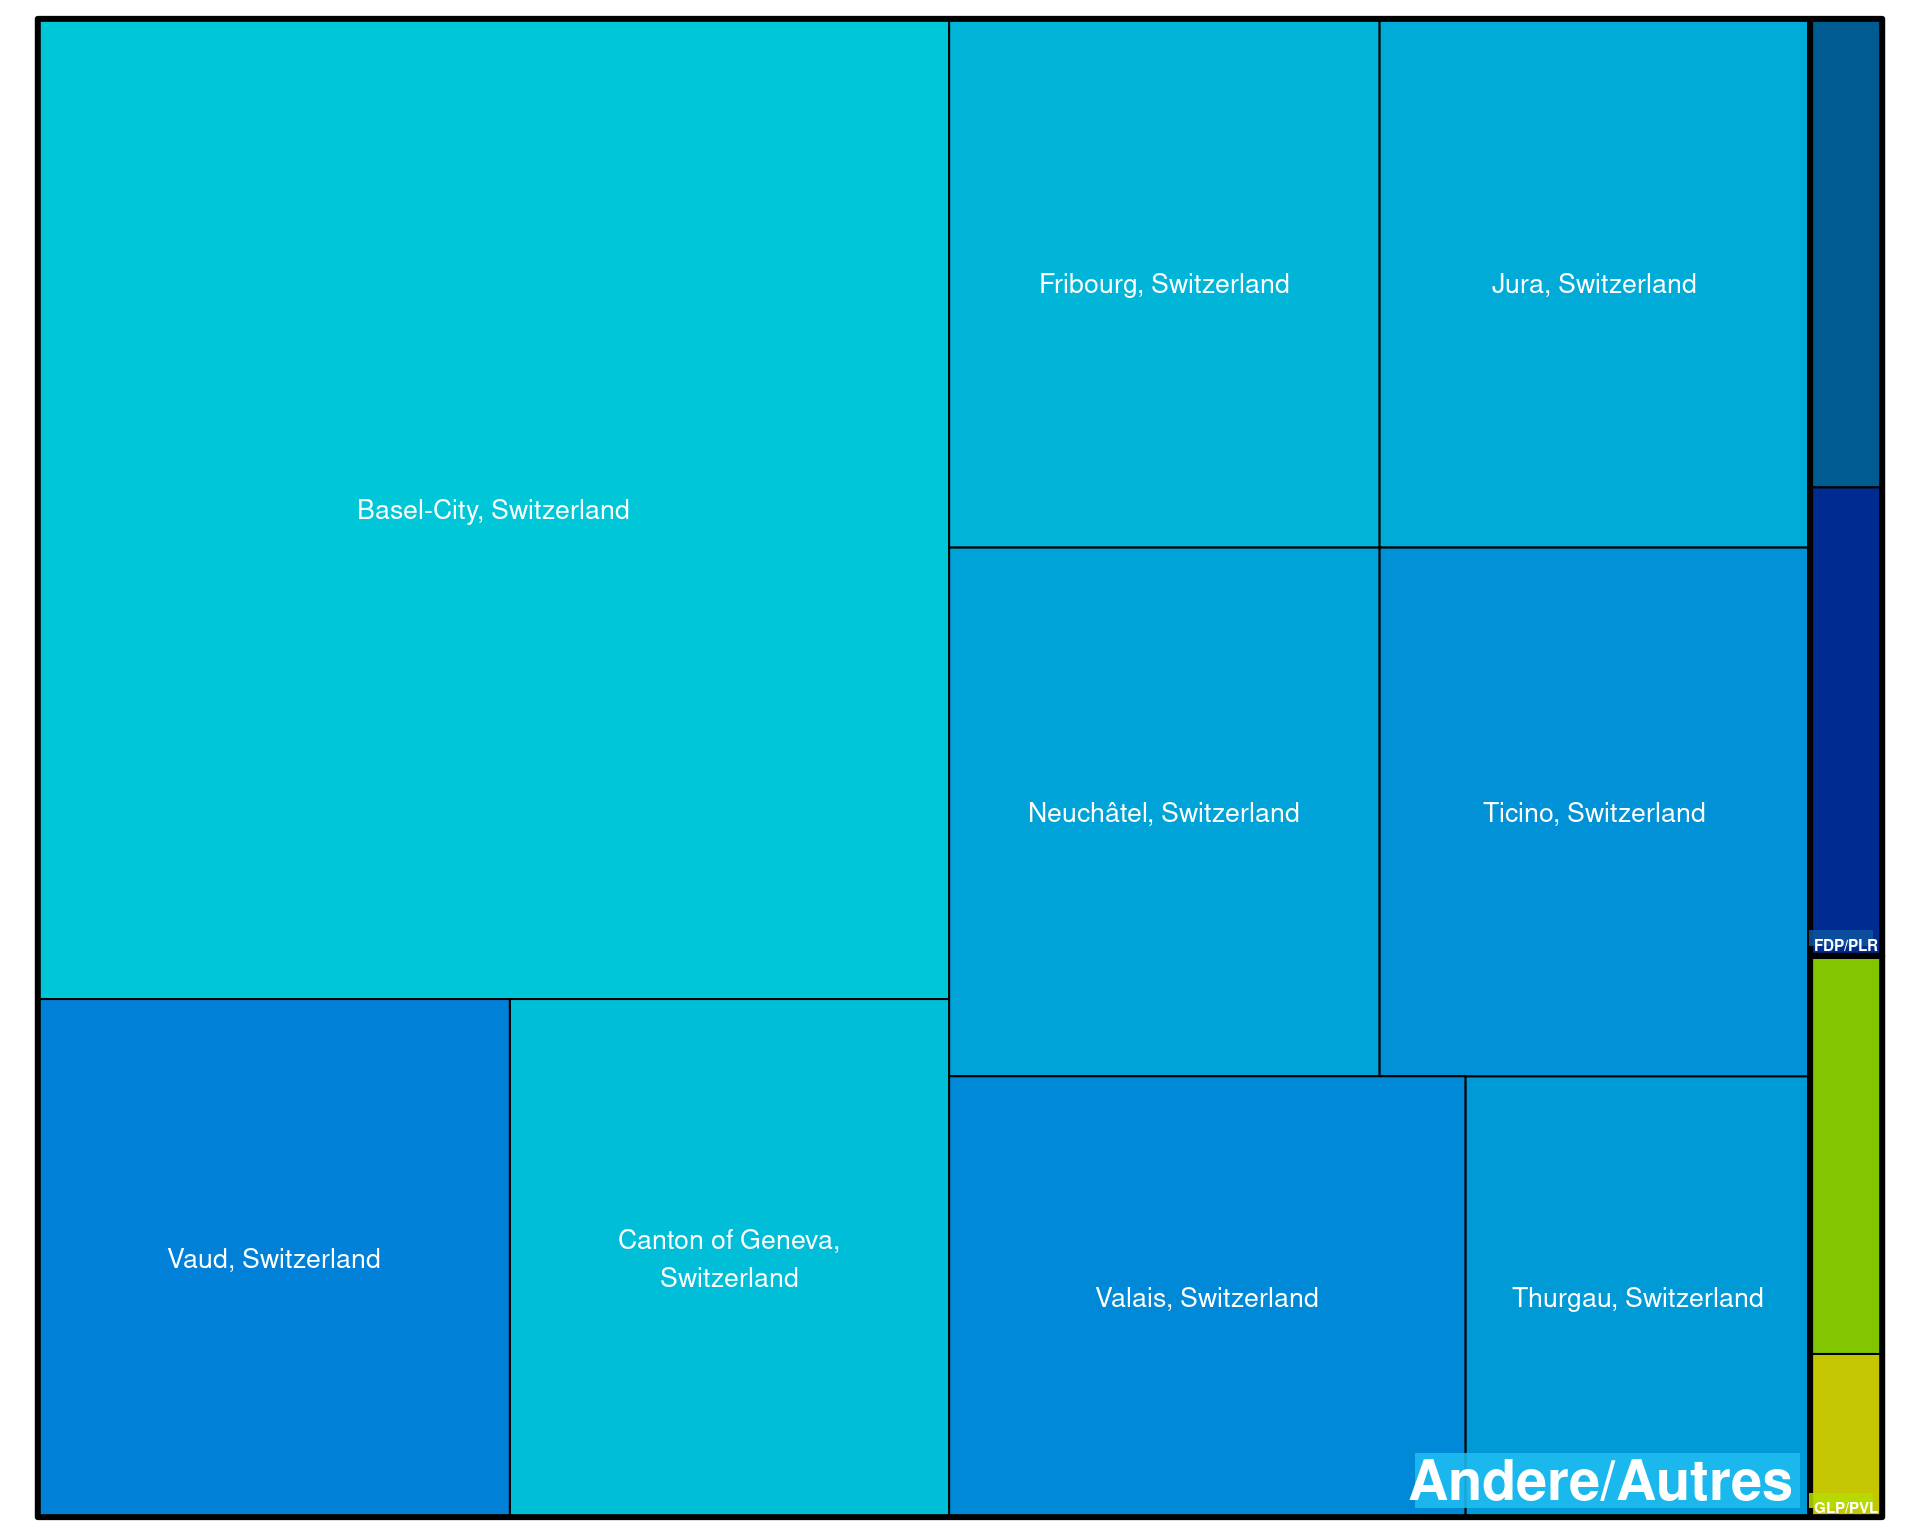 Basel-City, Switzerland
Fribourg, Switzerland
Jura, Switzerland
Neuchâtel, Switzerland
Ticino, Switzerland
Vaud, Switzerland
Canton of Geneva,
Switzerland
Valais, Switzerland
Thurgau, Switzerland
Andere/Autres
FDP/PLR
GLP/PVL